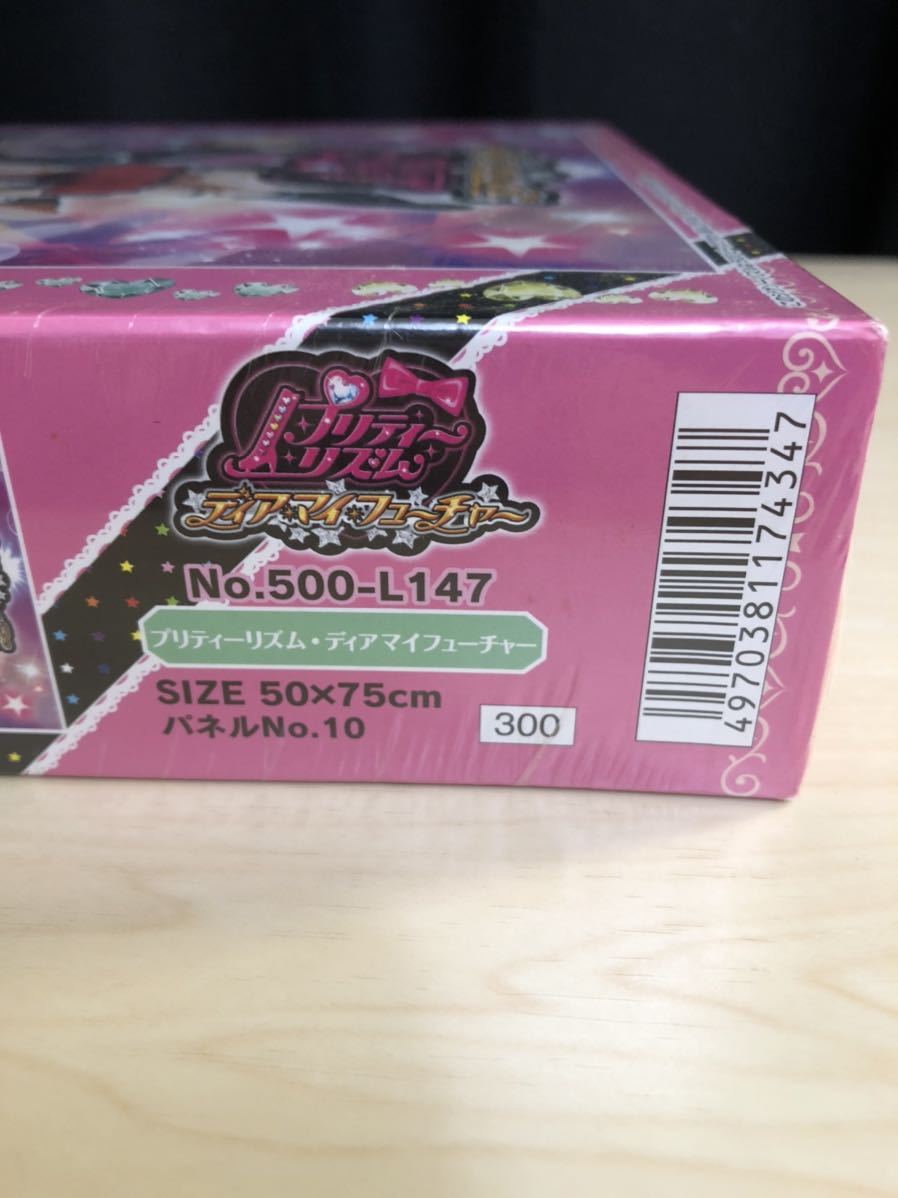 プリティー
リズム
ディア・マイ・フューチャー
No.500-L147
プリティーリズム・ディアマイフューチャー
SIZE 50×75cm
パネルNo.10
300
4970381174347